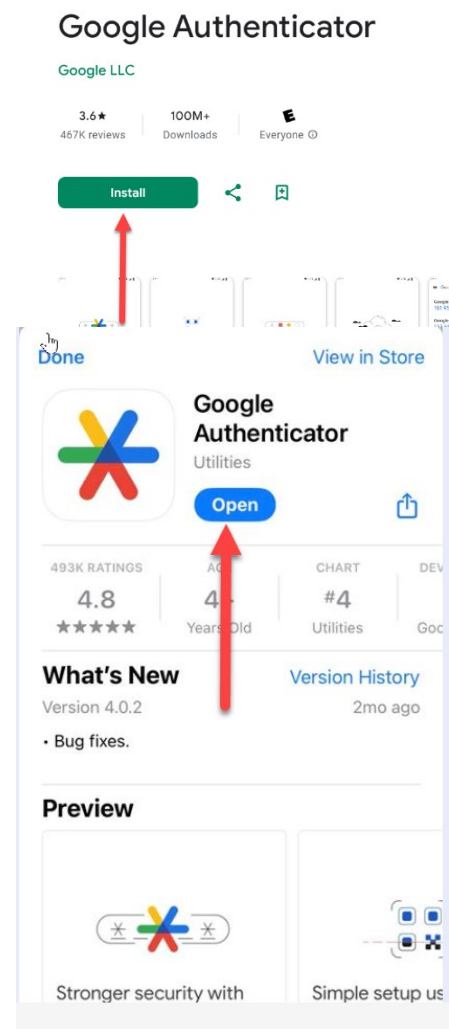 Google Authenticator
Google LLC
3.6★ 100M+ E
467K reviews Downloads Everyone
Install
Done View in Store
Google
Authenticator
Utilities
Open
493K RATINGS CHART
4.8 #4
★★★★★ Years Old Utilities
What's New Version History
Version 4.0.2 2mo ago
• Bug fixes.
Preview
Stronger security with Simple setup